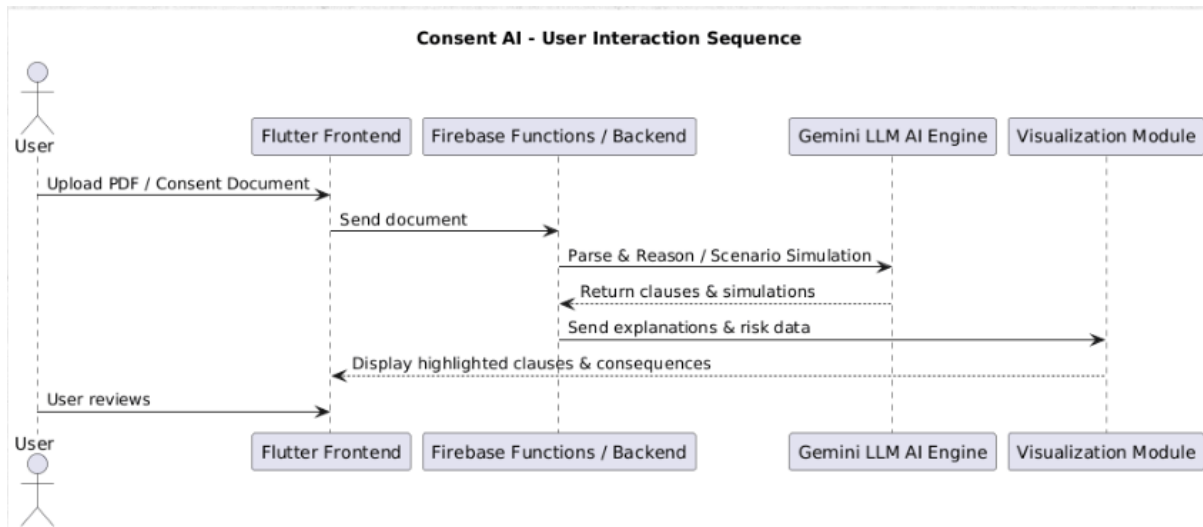 Consent AI - User Interaction Sequence
User
Flutter Frontend
Firebase Functions / Backend
Gemini LLM AI Engine
Visualization Module
Upload PDF / Consent Document
Send document
Parse & Reason / Scenario Simulation
Return clauses & simulations
Send explanations & risk data
Display highlighted clauses & consequences
User reviews
User
Flutter Frontend
Firebase Functions / Backend
Gemini LLM AI Engine
Visualization Module